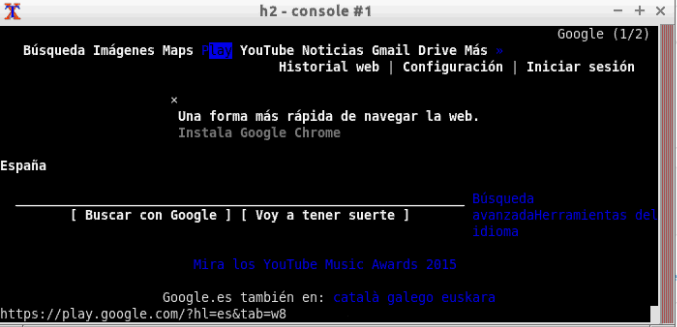 h2 - console #1
Google (1/2)
Búsqueda Imágenes Maps Play YouTube Noticias Gmail Drive Más »
Historial web | Configuración | Iniciar sesión
×
Una forma más rápida de navegar la web.
Instala Google Chrome
España
Búsqueda
[ Buscar con Google ] [ Voy a tener suerte ] avanzadaHerramientas del
idioma
Mira los YouTube Music Awards 2015
Google.es también en: català galego euskara
https://play.google.com/?hl=es&tab=w8